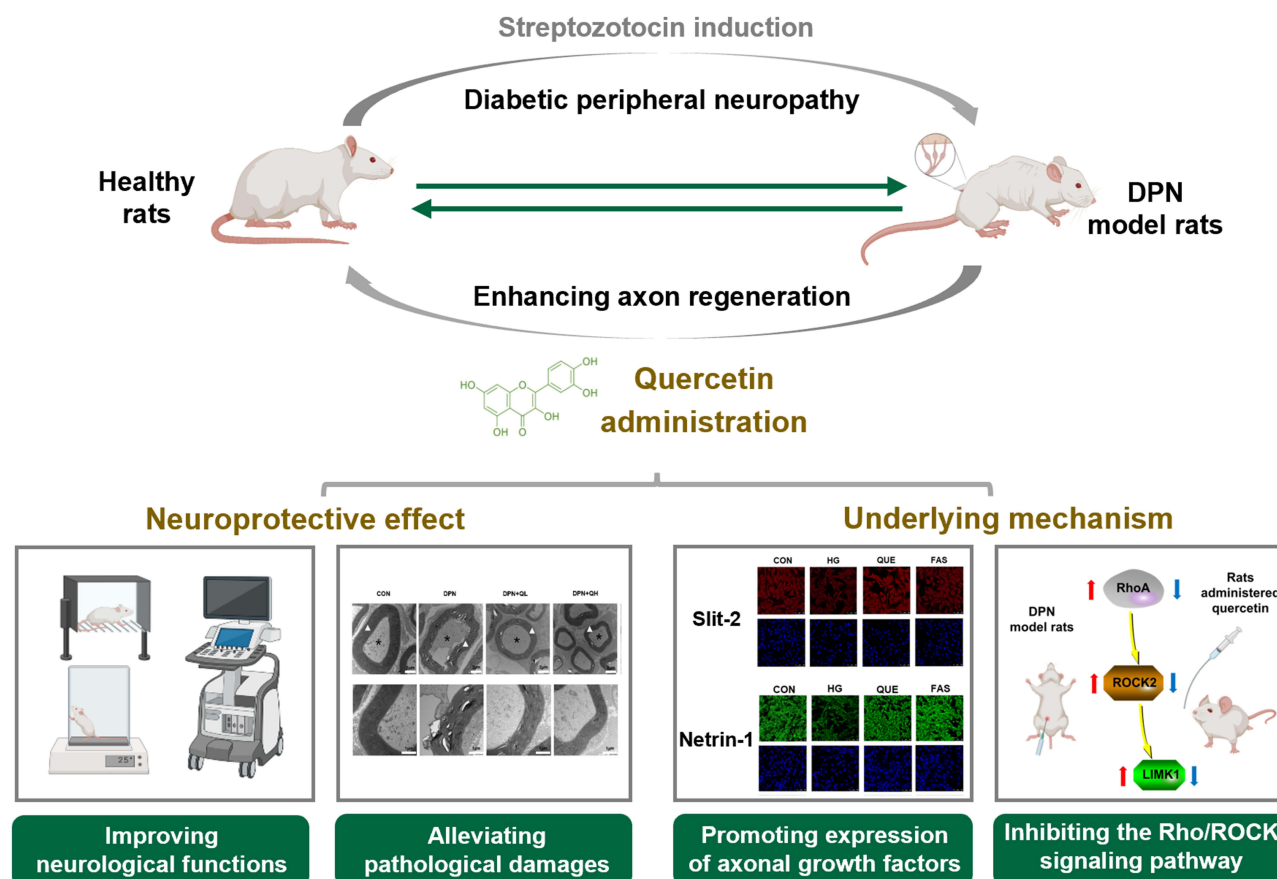 Streptozotocin induction
Diabetic peripheral neuropathy
Healthy
rats
DPN
model rats
Enhancing axon regeneration
Quercetin
administration
HO
O
OH
OH
OH
OH
O
Neuroprotective effect
Underlying mechanism
25°
CON DPN DPN+QL DPN+QH
* * * *
CON HG QUE FAS
Slit-2
CON HG QUE FAS
Netrin-1
RhoA
DPN
model rats
Rats
administered
quercetin
ROCK2
LIMK1
Improving
neurological functions
Alleviating
pathological damages
Promoting expression
of axonal growth factors
Inhibiting the Rho/ROCK
signaling pathway